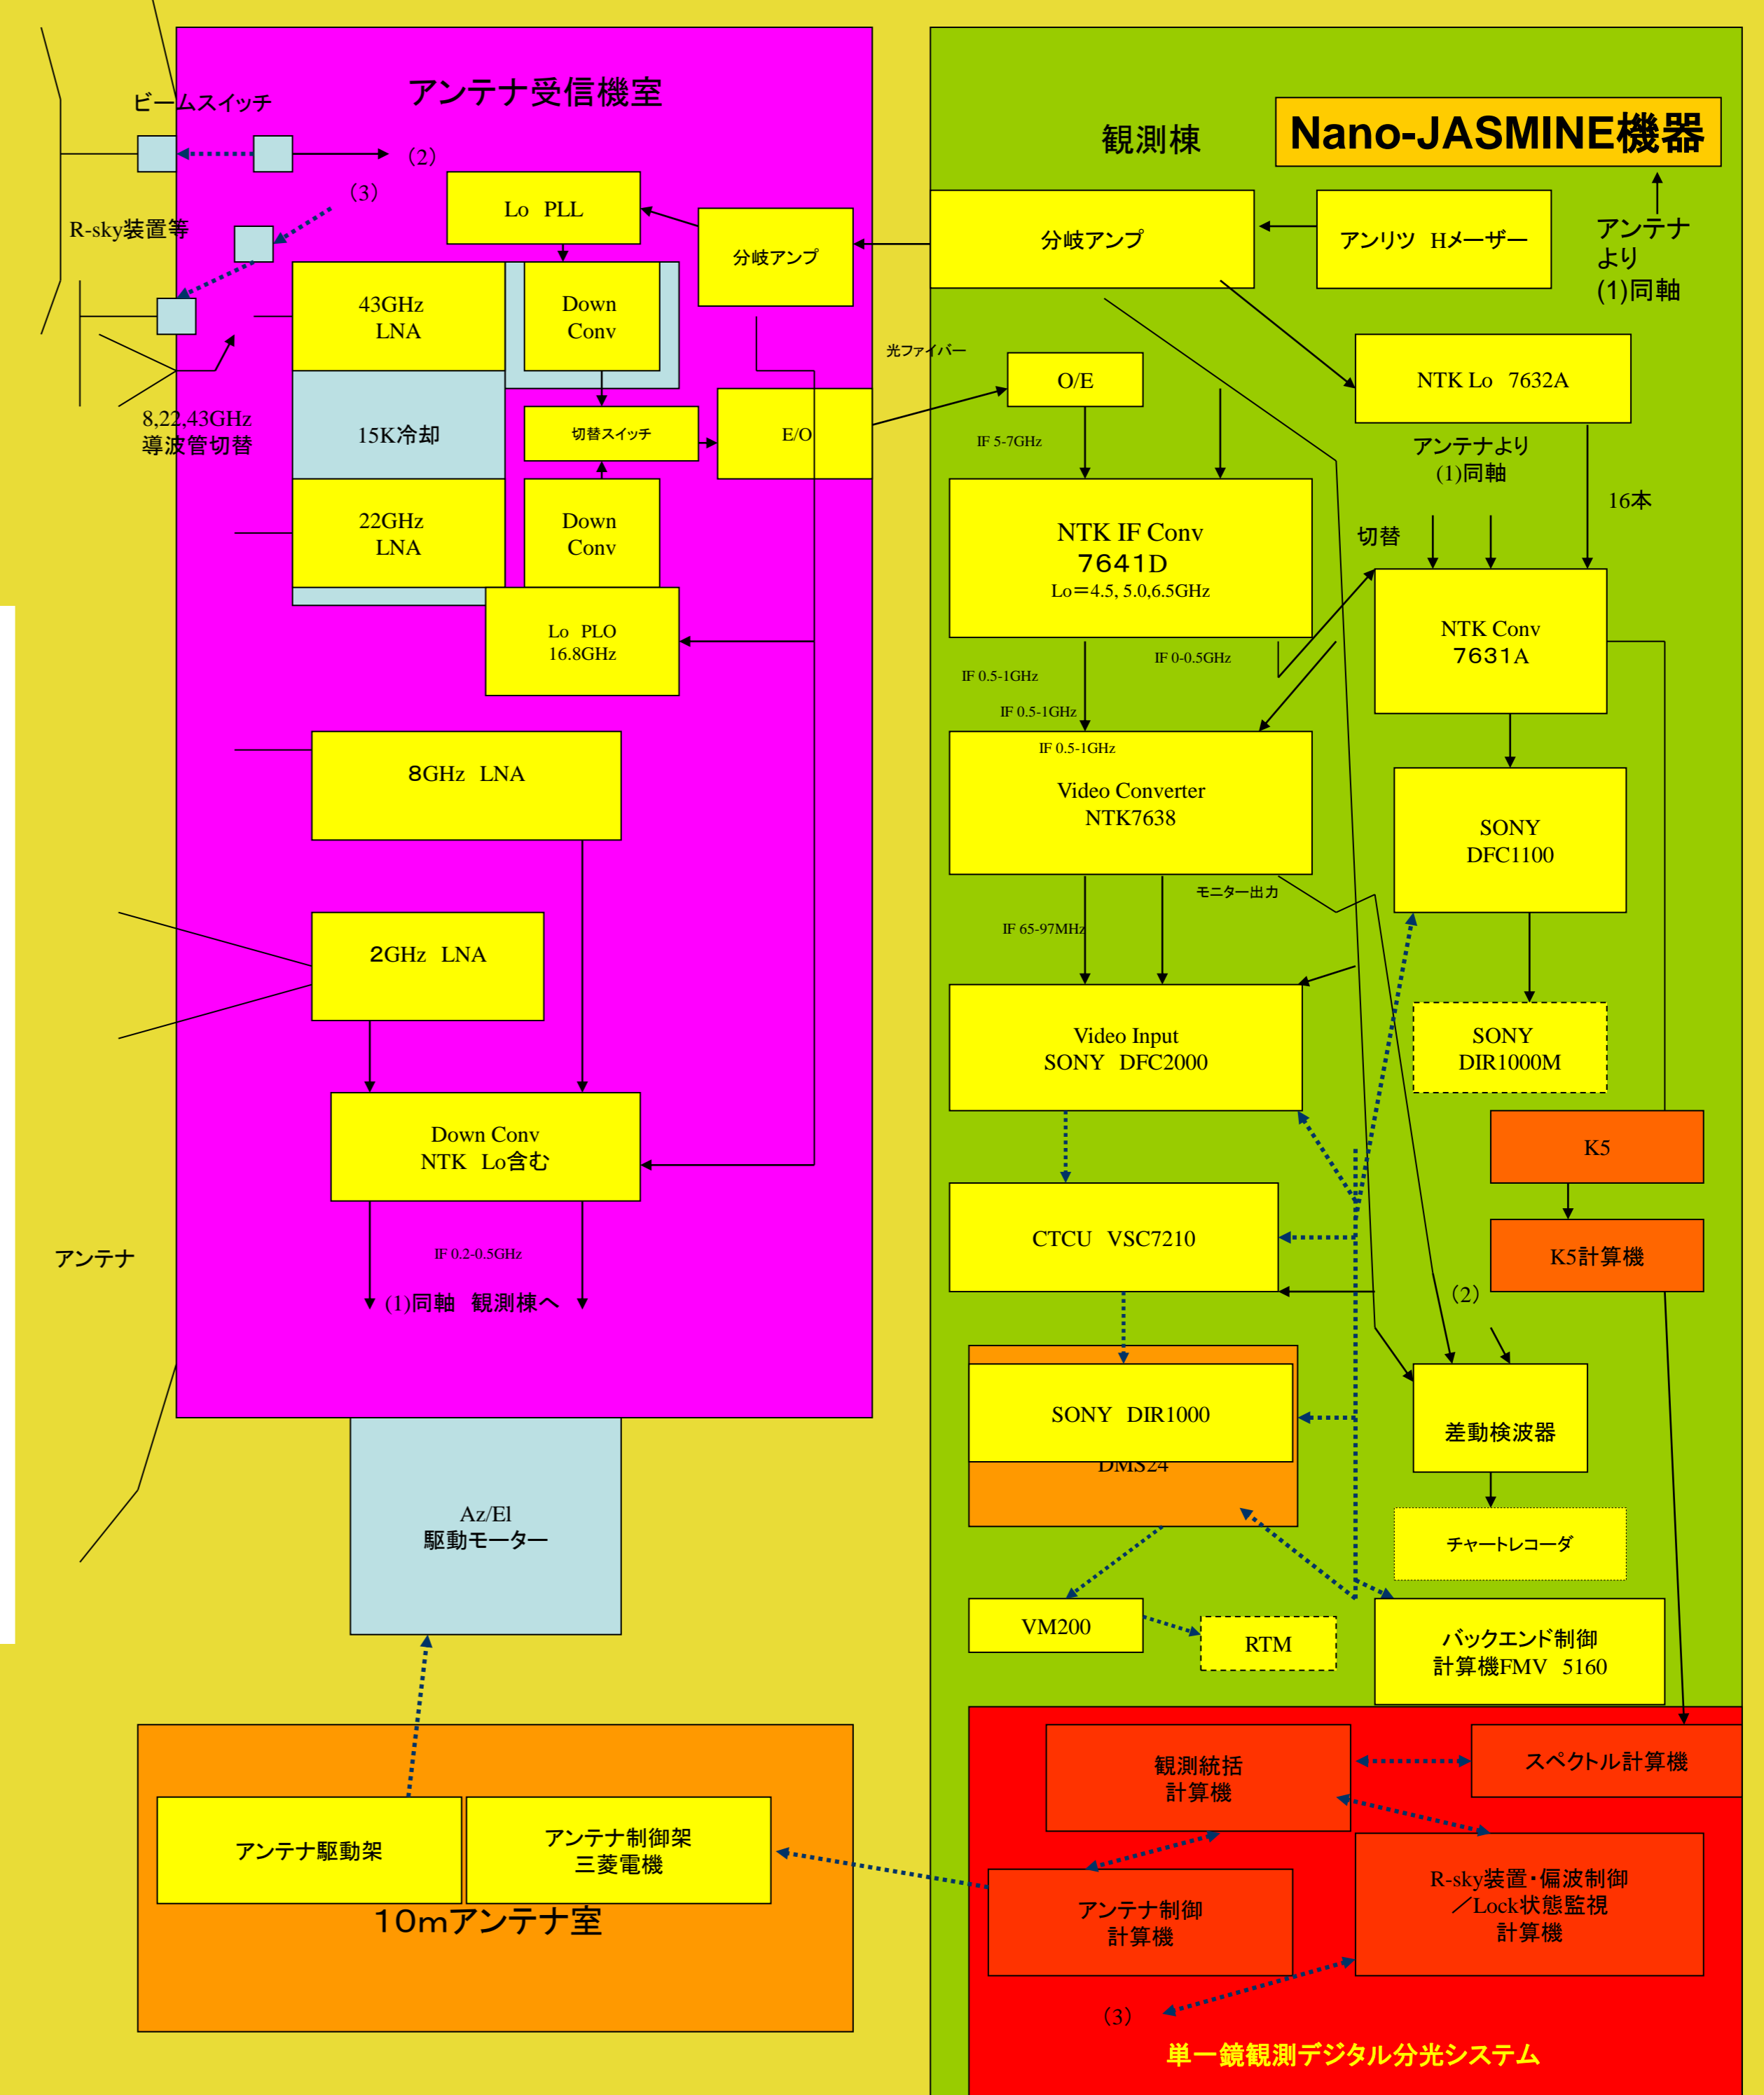 アンテナ受信機室
ビームスイッチ
(2)
(3)
R-sky装置等
Lo PLL
分岐アンプ
43GHz
LNA
Down
Conv
8,22,43GHz
導波管切替
15K冷却
切替スイッチ
E/O
光ファイバー
22GHz
LNA
Down
Conv
Lo PLO
16.8GHz
8GHz LNA
2GHz LNA
Down Conv
NTK Lo含む
IF 0.2-0.5GHz
(1)同軸 観測棟へ
アンテナ
Az/El
駆動モーター
アンテナ駆動架
アンテナ制御架
三菱電機
10mアンテナ室
観測棟
Nano-JASMINE機器
分岐アンプ
アンリツ Hメーザー
アンテナ
より
(1)同軸
O/E
NTK Lo 7632A
IF 5-7GHz
アンテナより
(1)同軸
16本
切替
NTK IF Conv
7641D
Lo=4.5, 5.0,6.5GHz
NTK Conv
7631A
IF 0-0.5GHz
IF 0.5-1GHz
IF 0.5-1GHz
IF 0.5-1GHz
Video Converter
NTK7638
SONY
DFC1100
モニター出力
IF 65-97MHz
Video Input
SONY DFC2000
SONY
DIR1000M
K5
CTCU VSC7210
K5計算機
(2)
SONY DIR1000
DMS24
差動検波器
チャートレコーダ
VM200
RTM
バックエンド制御
計算機FMV 5160
観測統括
計算機
スペクトル計算機
アンテナ制御
計算機
R-sky装置・偏波制御
/Lock状態監視
計算機
(3)
単一鏡観測デジタル分光システム